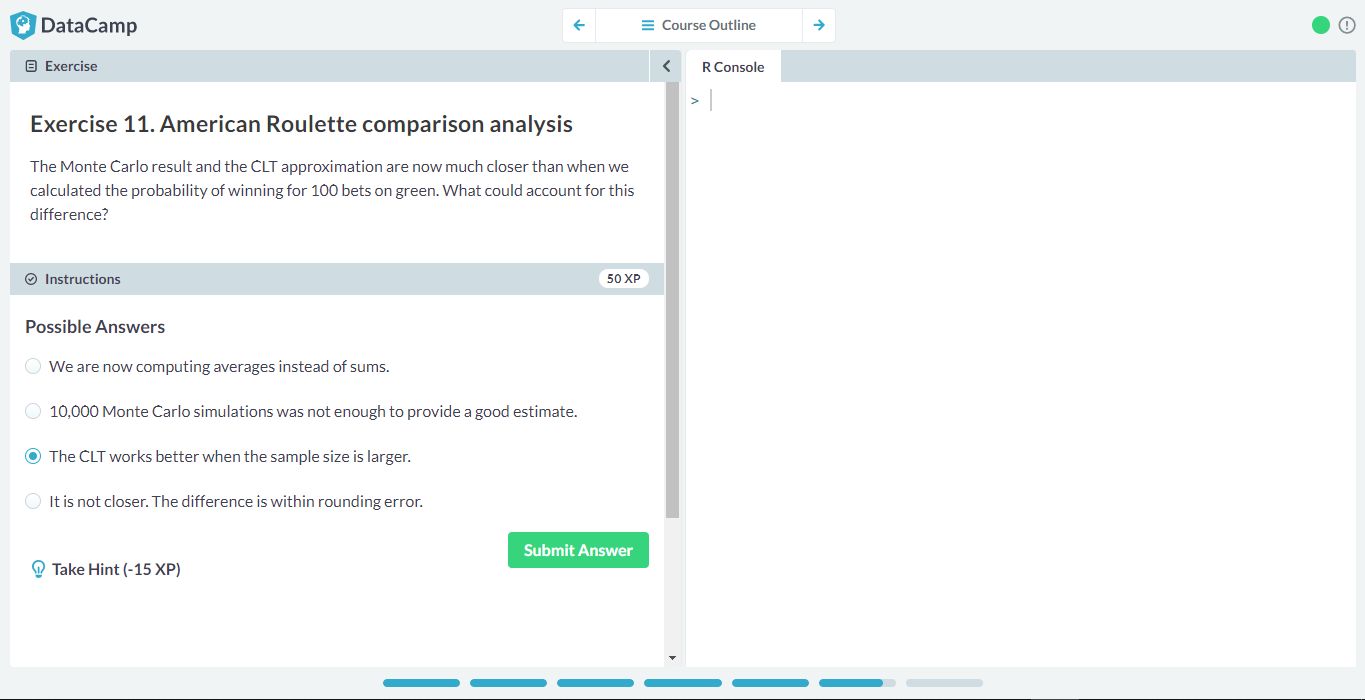 DataCamp
Course Outline
Exercise
R Console
Exercise 11. American Roulette comparison analysis
The Monte Carlo result and the CLT approximation are now much closer than when we
calculated the probability of winning for 100 bets on green. What could account for this
difference?
Instructions
50 XP
Possible Answers
We are now computing averages instead of sums.
10,000 Monte Carlo simulations was not enough to provide a good estimate.
The CLT works better when the sample size is larger.
It is not closer. The difference is within rounding error.
Submit Answer
Take Hint (-15 XP)
>